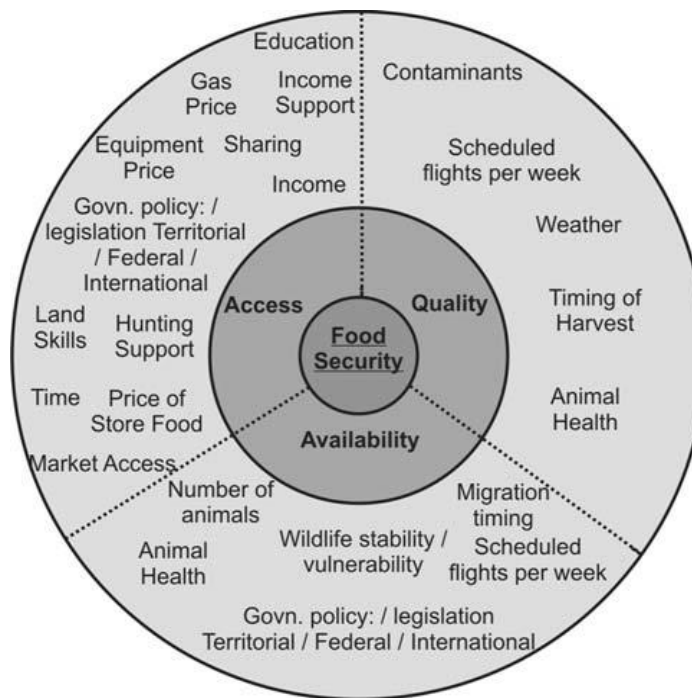 Education
Gas
Price
Income
Support
Equipment
Price
Sharing
Income
Govn. policy: /
legislation Territorial
/ Federal /
International
Land
Skills
Hunting
Support
Time
Price of
Store Food
Market Access
Contaminants
Scheduled
flights per week
Weather
Timing of
Harvest
Animal
Health
Access
Quality
Food
Security
Availability
Number of
animals
Migration
timing
Animal
Health
Wildlife stability /
vulnerability
Scheduled
flights per week
Govn. policy: / legislation
Territorial / Federal / International